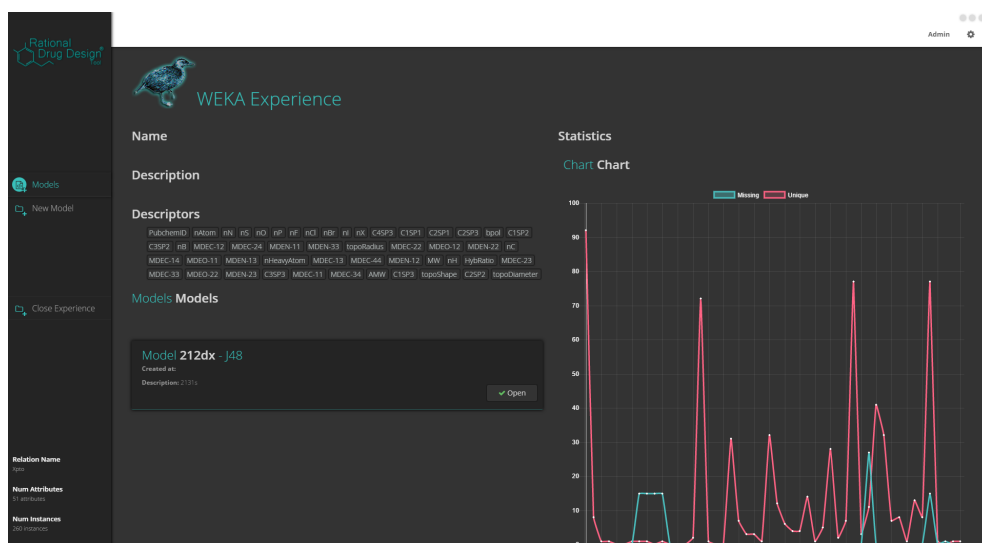 Rational
Drug Design
Admin
WEKA Experience
Name
Description
Descriptors
PubchemID nAtom nN nS nO nP nF nCl nBr nI nX C4SP3 C1SP1 C2SP1 C2SP3 bpol C1SP2
C3SP2 nB MDEC-12 MDEC-24 MDEN-11 MDEN-33 topoRadius MDEC-22 MDEO-12 MDEN-22 nC
MDEC-14 MDEO-11 MDEN-13 nHeavyAtom MDEC-13 MDEC-44 MDEN-12 MW nH HybRatio MDEC-23
MDEC-33 MDEO-22 MDEN-23 C3SP3 MDEC-11 MDEC-34 AMW C1SP3 topoShape C2SP2 topoDiameter
Models Models
Model 212dx - J48
Created at:
Description: 2131s
Open
Statistics
Chart Chart
Missing Unique
100
90
80
70
60
50
40
30
20
10
Models
New Model
Close Experience
Relation Name
Xpto
Num Attributes
51 attributes
Num Instances
260 instances